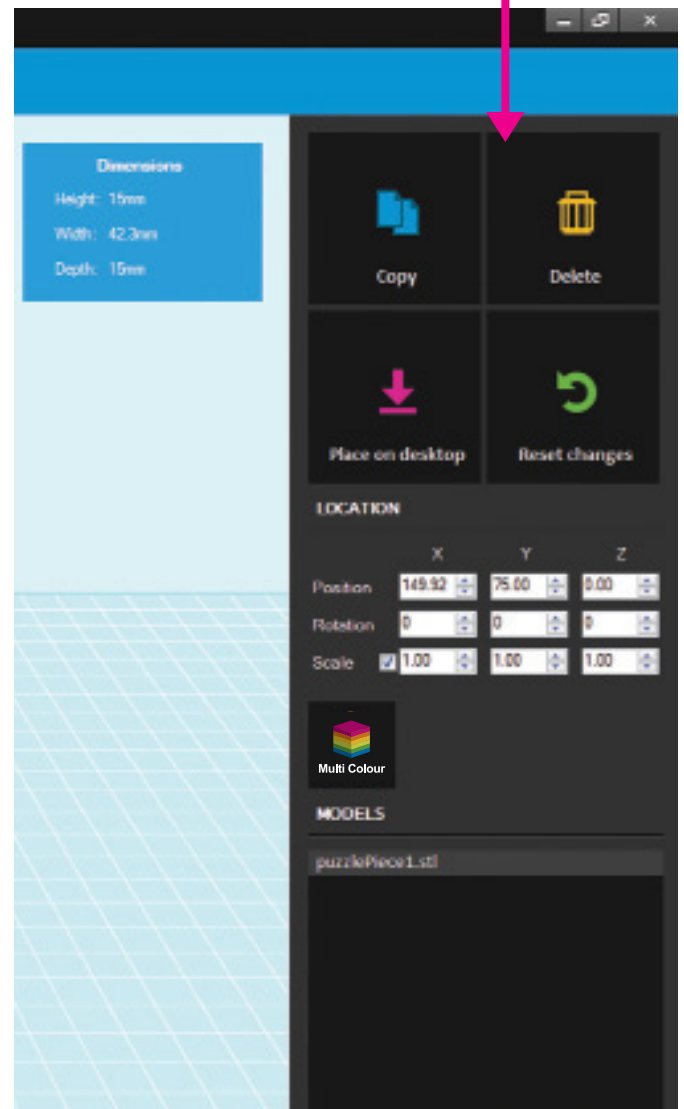 Dimensions
Height: 15mm
Width: 42.3mm
Depth: 15mm
Copy
Delete
Place on desktop
Reset changes
LOCATION
X Y Z
Position 149.92 75.00 0.00
Rotation 0 0 0
Scale 1.00 1.00 1.00
Multi Colour
MODELS
puzzlePiece1.stl